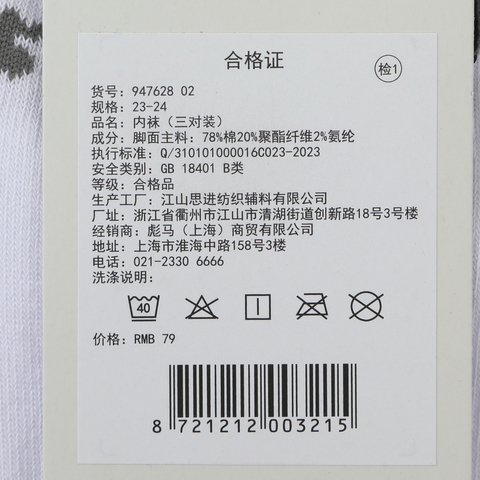 合格证
检1
货号: 947628 02
规格: 23-24
品名: 内袜（三对装）
成分: 脚面主料: 78%棉20%聚酯纤维2%氨纶
执行标准: Q/310101000016C023-2023
安全类别: GB 18401 B类
等级: 合格品
生产工厂: 江山思进纺织辅料有限公司
厂址: 浙江省衢州市江山市清湖街道创新路18号3号楼
经销商: 彪马（上海）商贸有限公司
地址: 上海市淮海中路158号3楼
电话: 021-2330 6666
洗涤说明:
40
价格: RMB 79
8 721212 003215